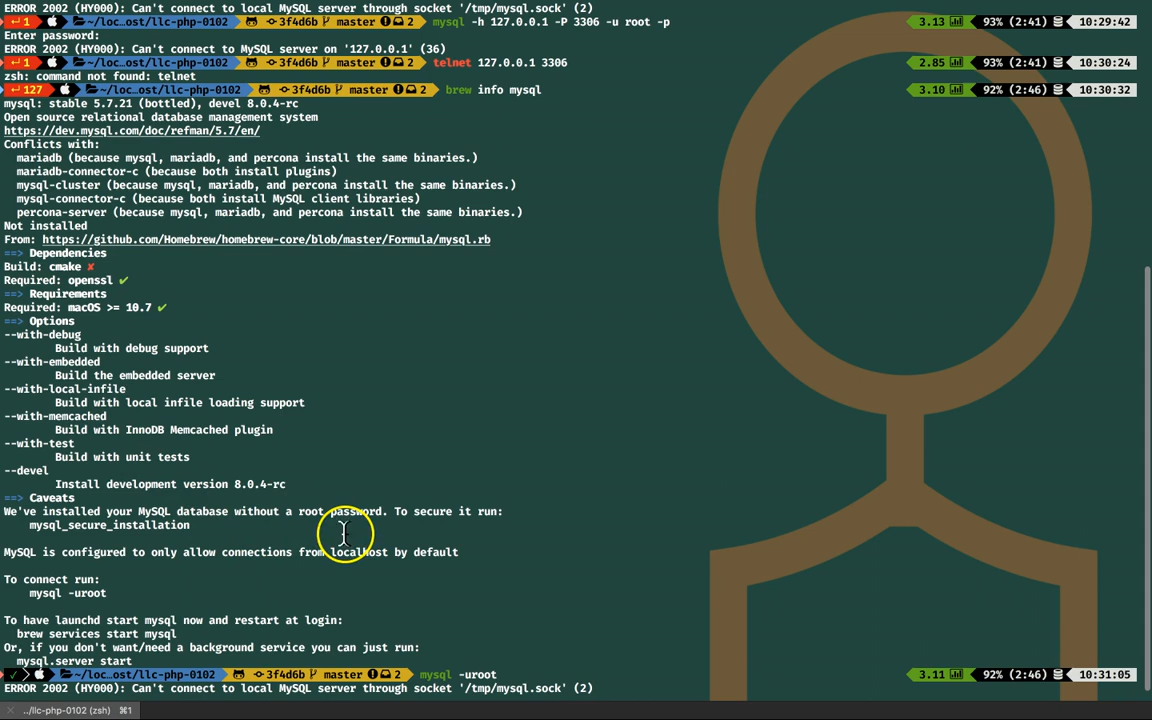 ERROR 2002 (HY000): Can't connect to local MySQL server through socket '/tmp/mysql.sock' (2)
↵ 1 ~/loc…ost/llc-php-0102 3f4d6b master 2 mysql -h 127.0.0.1 -P 3306 -u root -p 3.13 93% (2:41) 10:29:42
Enter password:
ERROR 2002 (HY000): Can't connect to MySQL server on '127.0.0.1' (36)
↵ 1 ~/loc…ost/llc-php-0102 3f4d6b master 2 telnet 127.0.0.1 3306 2.85 93% (2:41) 10:30:24
zsh: command not found: telnet
↵ 127 ~/loc…ost/llc-php-0102 3f4d6b master 2 brew info mysql 3.10 92% (2:46) 10:30:32
mysql: stable 5.7.21 (bottled), devel 8.0.4-rc
Open source relational database management system
https://dev.mysql.com/doc/refman/5.7/en/
Conflicts with:
mariadb (because mysql, mariadb, and percona install the same binaries.)
mariadb-connector-c (because both install plugins)
mysql-cluster (because mysql, mariadb, and percona install the same binaries.)
mysql-connector-c (because both install MySQL client libraries)
percona-server (because mysql, mariadb, and percona install the same binaries.)
Not installed
From: https://github.com/Homebrew/homebrew-core/blob/master/Formula/mysql.rb
==> Dependencies
Build: cmake ✘
Required: openssl ✔
==> Requirements
Required: macOS >= 10.7 ✔
==> Options
--with-debug
Build with debug support
--with-embedded
Build the embedded server
--with-local-infile
Build with local infile loading support
--with-memcached
Build with InnoDB Memcached plugin
--with-test
Build with unit tests
--devel
Install development version 8.0.4-rc
==> Caveats
We've installed your MySQL database without a root password. To secure it run:
mysql_secure_installation
MySQL is configured to only allow connections from localhost by default
To connect run:
mysql -uroot
To have launchd start mysql now and restart at login:
brew services start mysql
Or, if you don't want/need a background service you can just run:
mysql.server start
✓ ~/loc…ost/llc-php-0102 3f4d6b master 2 mysql -uroot 3.11 92% (2:46) 10:31:05
ERROR 2002 (HY000): Can't connect to local MySQL server through socket '/tmp/mysql.sock' (2)
× ../llc-php-0102 (zsh) ⌘1